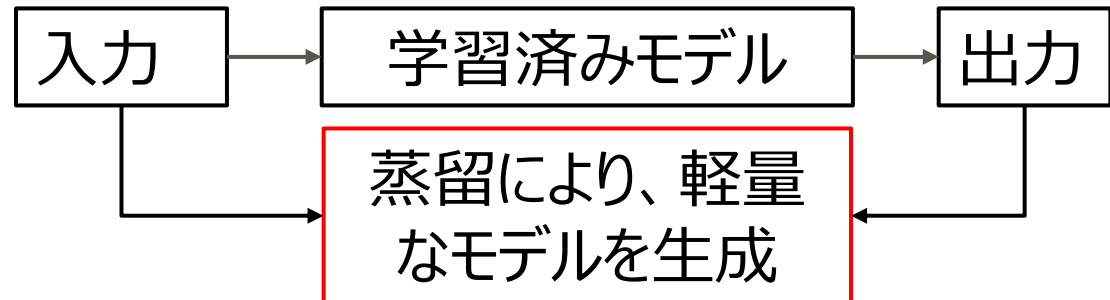 入力
学習済みモデル
出力
蒸留により、軽量
なモデルを生成